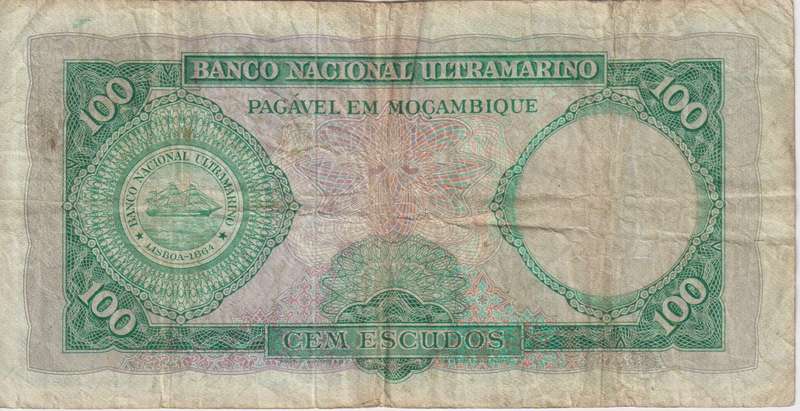 BANCO NACIONAL ULTRAMARINO
PAGÁVEL EM MOÇAMBIQUE
100
100
BANCO NACIONAL ULTRAMARINO
LISBOA-1864
100
100
CEM ESCUDOS